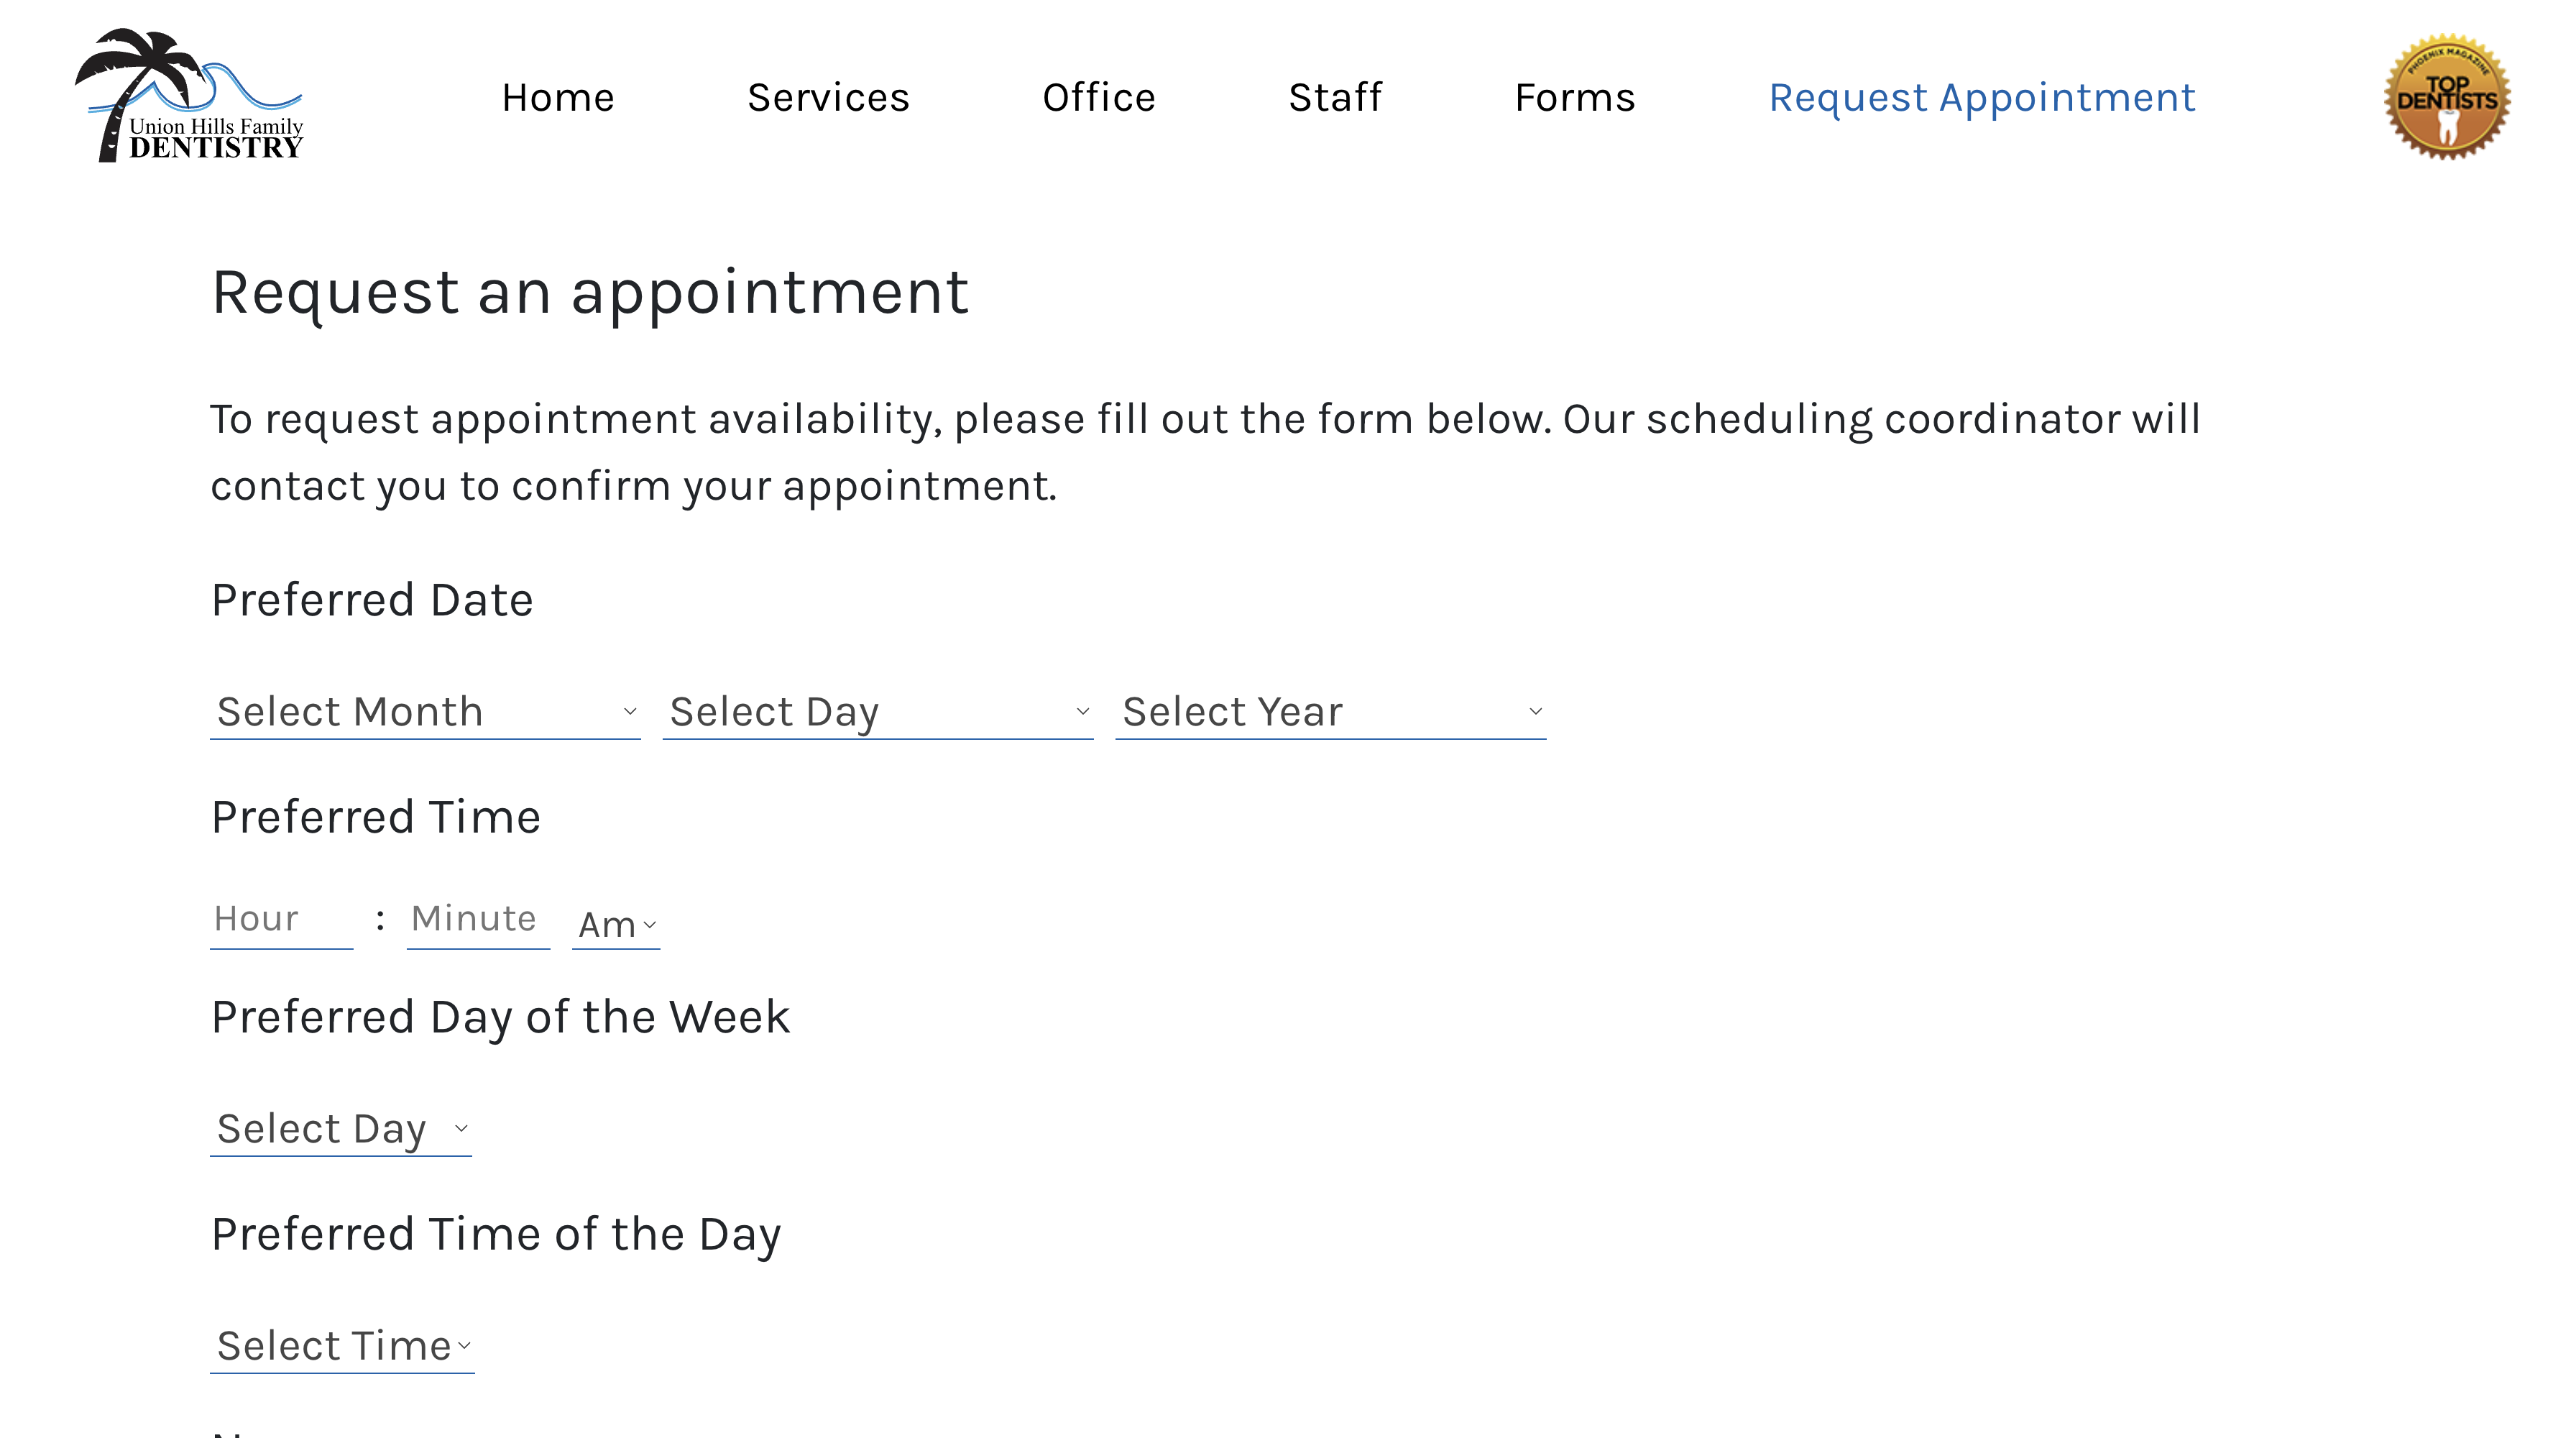 Union Hills Family
DENTISTRY
Home
Services
Office
Staff
Forms
Request Appointment
PHOENIX MAGAZINE
TOP
DENTISTS
Request an appointment
To request appointment availability, please fill out the form below. Our scheduling coordinator will
contact you to confirm your appointment.
Preferred Date
Select Month
Select Day
Select Year
Preferred Time
Hour : Minute Am
Preferred Day of the Week
Select Day
Preferred Time of the Day
Select Time